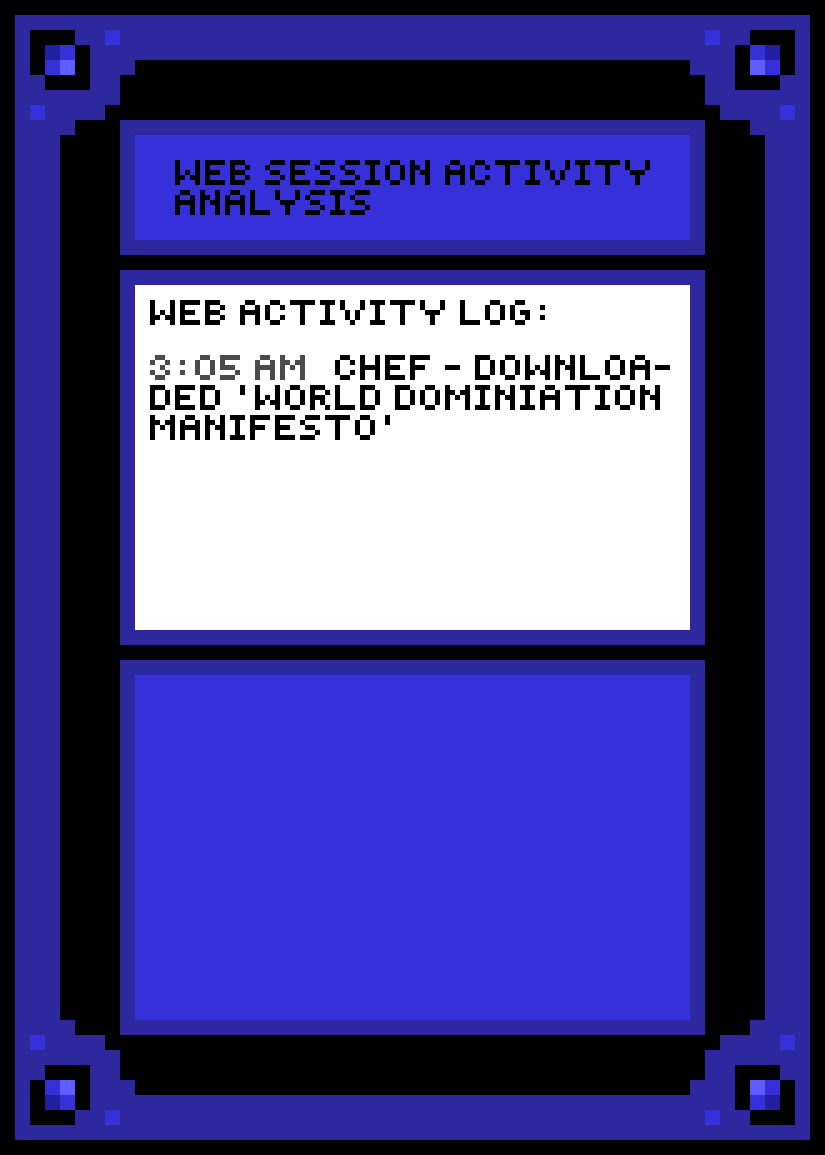 WEB SESSION ACTIVITY
ANALYSIS
WEB ACTIVITY LOG:
3:05 AM CHEF - DOWNLOA-
DED 'WORLD DOMINIATION
MANIFESTO'